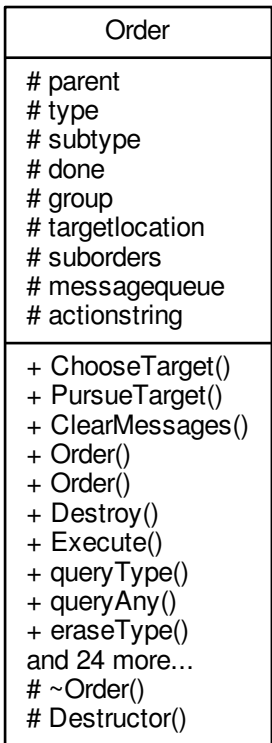 Order
# parent
# type
# subtype
# done
# group
# targetlocation
# suborders
# messagequeue
# actionstring
+ ChooseTarget()
+ PursueTarget()
+ ClearMessages()
+ Order()
+ Order()
+ Destroy()
+ Execute()
+ queryType()
+ queryAny()
+ eraseType()
and 24 more...
# ~Order()
# Destructor()